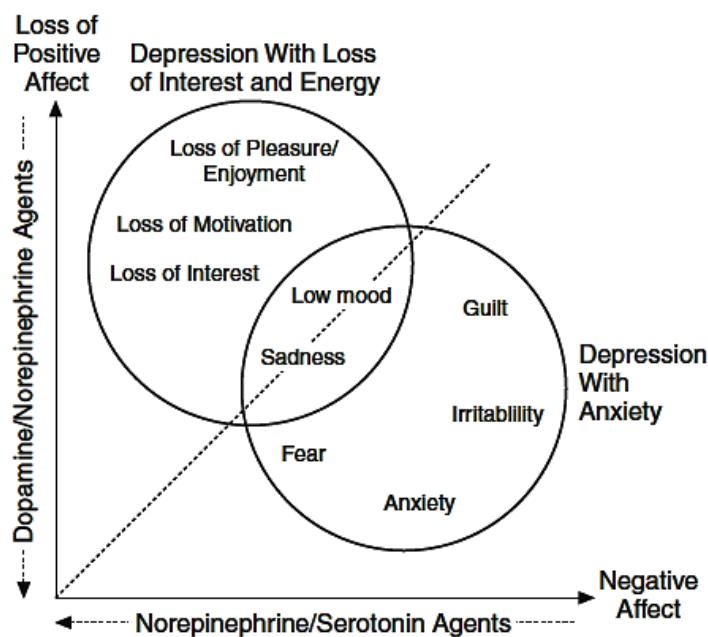 Loss of
Positive
Affect
Depression With Loss
of Interest and Energy
Loss of Pleasure/
Enjoyment
Loss of Motivation
Loss of Interest
Low mood
Sadness
Guilt
Irritablility
Fear
Anxiety
Depression
With
Anxiety
Dopamine/Norepinephrine Agents
Negative
Affect
Norepinephrine/Serotonin Agents